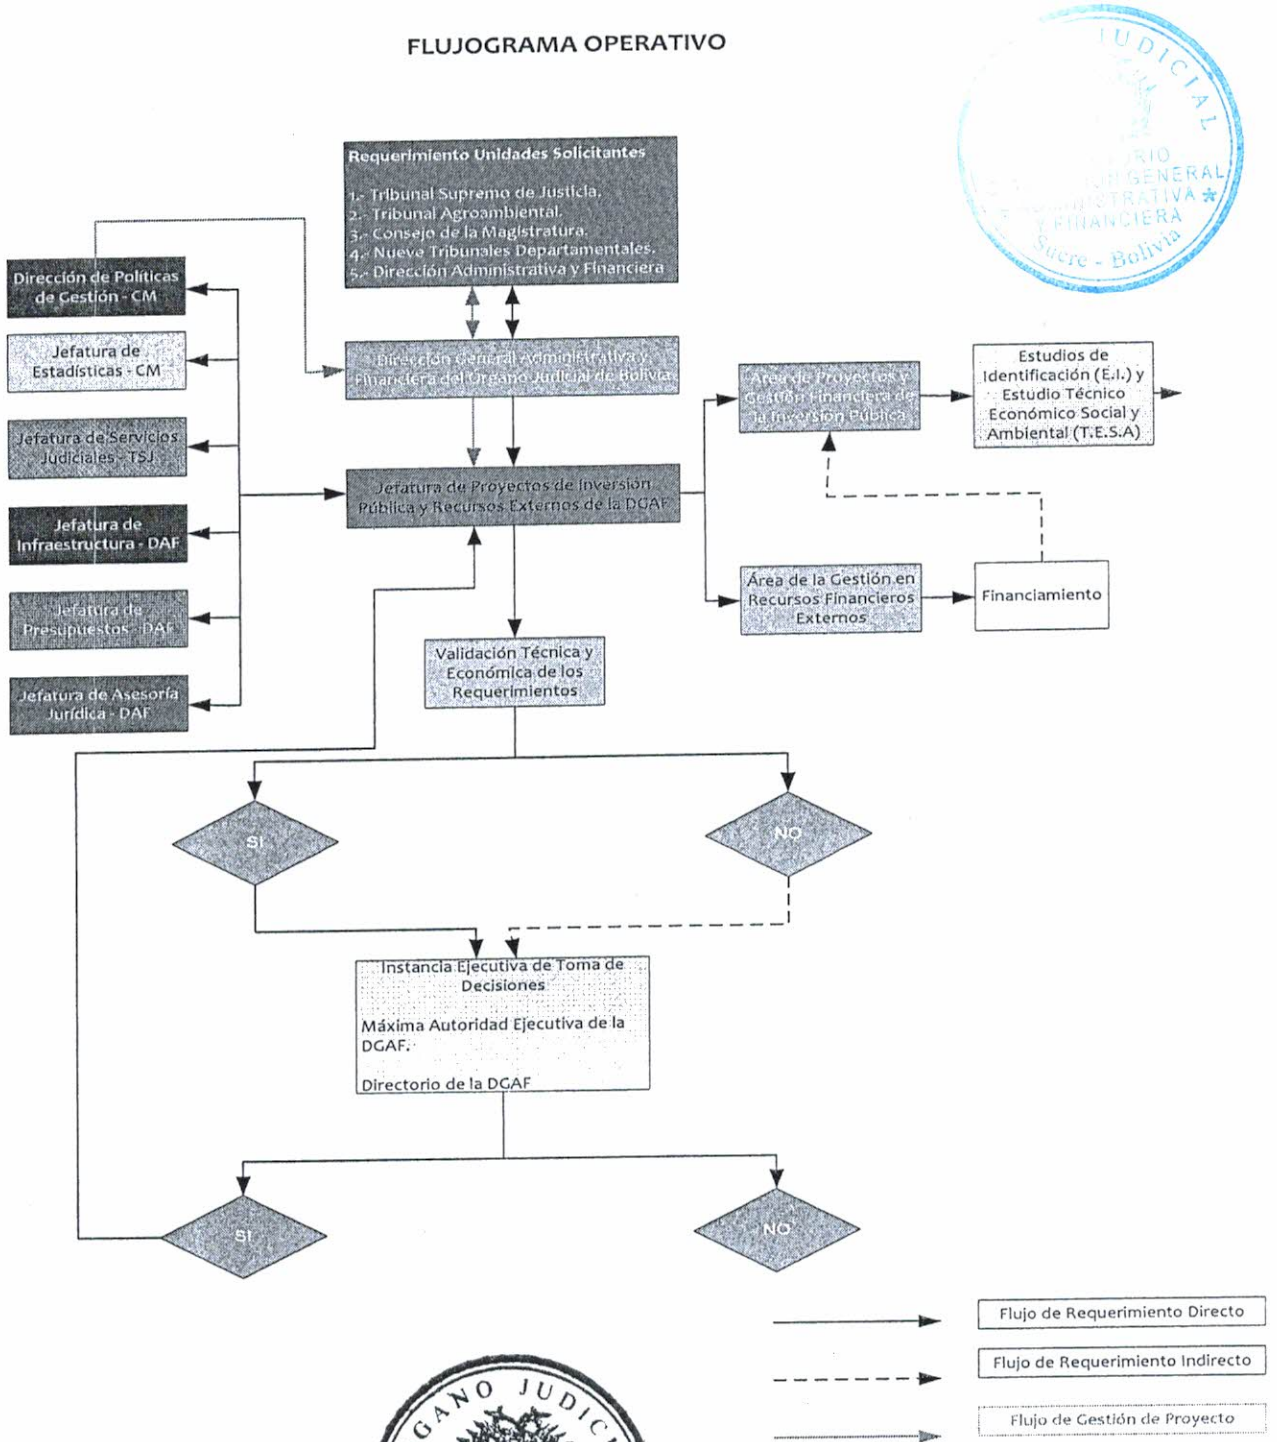 FLUJOGRAMA OPERATIVO
JUDICIAL
GENERAL
Y FINANCIERA
Sucre - Bolivia
Requerimiento Unidades Solicitantes
1.- Tribunal Supremo de Justicia.
2.- Tribunal Agroambiental.
3.- Consejo de la Magistratura.
4.- Nueve Tribunales Departamentales.
5.- Dirección Administrativa y Financiera
Dirección de Políticas
de Gestión - CM
Jefatura de
Estadísticas - CM
Jefatura de Servicios
Judiciales - TSJ
Jefatura de
Infraestructura - DAF
Jefatura de
Presupuestos - DAF
Jefatura de Asesoría
Jurídica - DAF
Dirección General Administrativa y
Financiera del Órgano Judicial de Bolivia
Jefatura de Proyectos de Inversión
Pública y Recursos Externos de la DGAF
Área de Proyectos y
Gestión Financiera de
la Inversión Pública
Estudios de
Identificación (E.I.) y
Estudio Técnico
Económico Social y
Ambiental (T.E.S.A)
Área de la Gestión en
Recursos Financieros
Externos
Financiamiento
Validación Técnica y
Económica de los
Requerimientos
SI
NO
Instancia Ejecutiva de Toma de
Decisiones
Máxima Autoridad Ejecutiva de la
DGAF.
Directorio de la DGAF
SI
NO
Flujo de Requerimiento Directo
Flujo de Requerimiento Indirecto
Flujo de Gestión de Proyecto